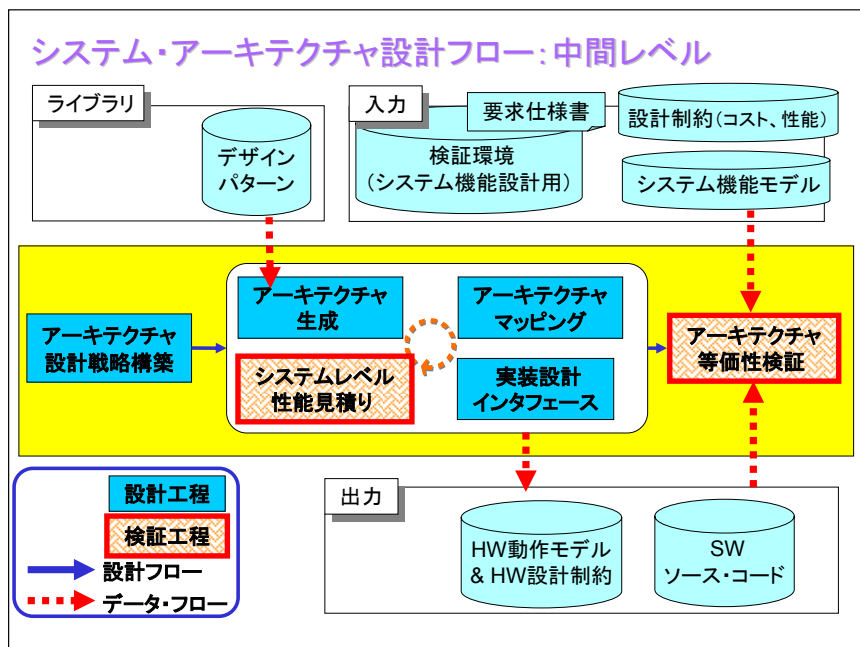 システム・アーキテクチャ設計フロー：中間レベル
ライブラリ
デザイン
パターン
入力
要求仕様書
検証環境
（システム機能設計用）
設計制約（コスト、性能）
システム機能モデル
アーキテクチャ
設計戦略構築
アーキテクチャ
生成
アーキテクチャ
マッピング
システムレベル
性能見積り
実装設計
インタフェース
アーキテクチャ
等価性検証
設計工程
検証工程
設計フロー
データ・フロー
出力
HW動作モデル
& HW設計制約
SW
ソース・コード